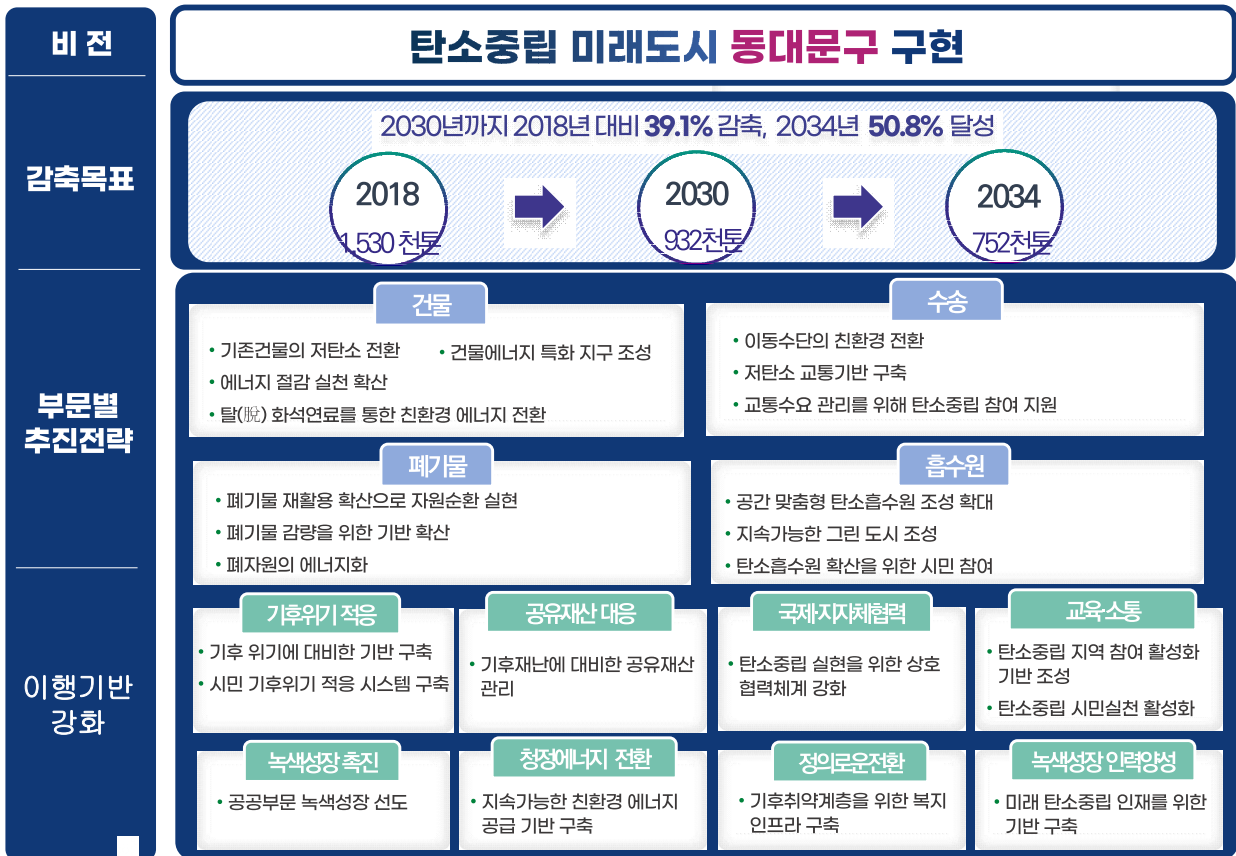 비 전
탄소중립 미래도시 동대문구 구현
감축목표
2030년까지 2018년 대비 39.1% 감축, 2034년 50.8% 달성
2018
1,530 천톤
2030
932천톤
2034
752천톤
부문별
추진전략
건물
• 기존건물의 저탄소 전환
• 건물에너지 특화 지구 조성
• 에너지 절감 실천 확산
• 탈(脫) 화석연료를 통한 친환경 에너지 전환
수송
• 이동수단의 친환경 전환
• 저탄소 교통기반 구축
• 교통수요 관리를 위해 탄소중립 참여 지원
폐기물
• 폐기물 재활용 확산으로 자원순환 실현
• 폐기물 감량을 위한 기반 확산
• 폐자원의 에너지화
흡수원
• 공간 맞춤형 탄소흡수원 조성 확대
• 지속가능한 그린 도시 조성
• 탄소흡수원 확산을 위한 시민 참여
이행기반
강화
기후위기 적응
• 기후 위기에 대비한 기반 구축
• 시민 기후위기 적응 시스템 구축
공유재산 대응
• 기후재난에 대비한 공유재산
관리
국제·지자체협력
• 탄소중립 실현을 위한 상호
협력체계 강화
교육·소통
• 탄소중립 지역 참여 활성화
기반 조성
• 탄소중립 시민실천 활성화
녹색성장 촉진
• 공공부문 녹색성장 선도
청정에너지 전환
• 지속가능한 친환경 에너지
공급 기반 구축
정의로운전환
• 기후취약계층을 위한 복지
인프라 구축
녹색성장 인력양성
• 미래 탄소중립 인재를 위한
기반 구축